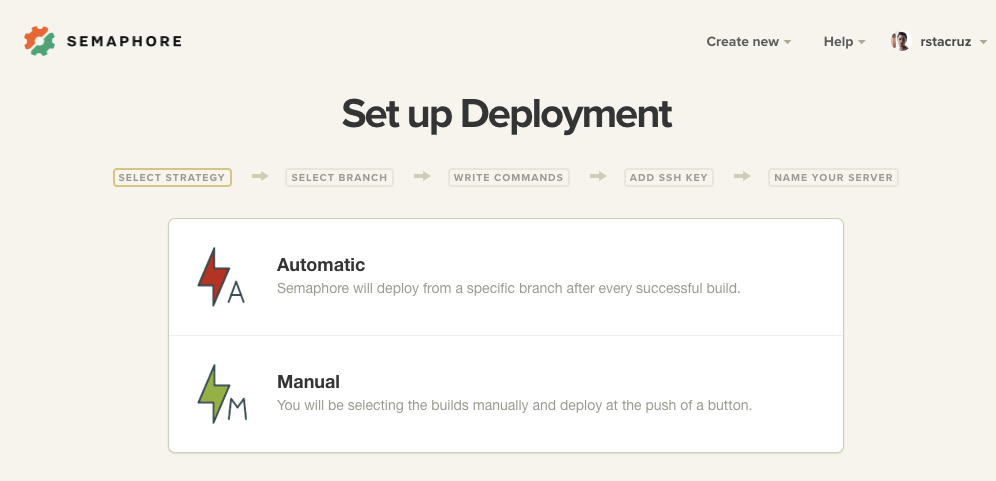 SEMAPHORE
Create new Help rstacruz
Set up Deployment
SELECT STRATEGY SELECT BRANCH WRITE COMMANDS ADD SSH KEY NAME YOUR SERVER
A
Automatic
Semaphore will deploy from a specific branch after every successful build.
M
Manual
You will be selecting the builds manually and deploy at the push of a button.